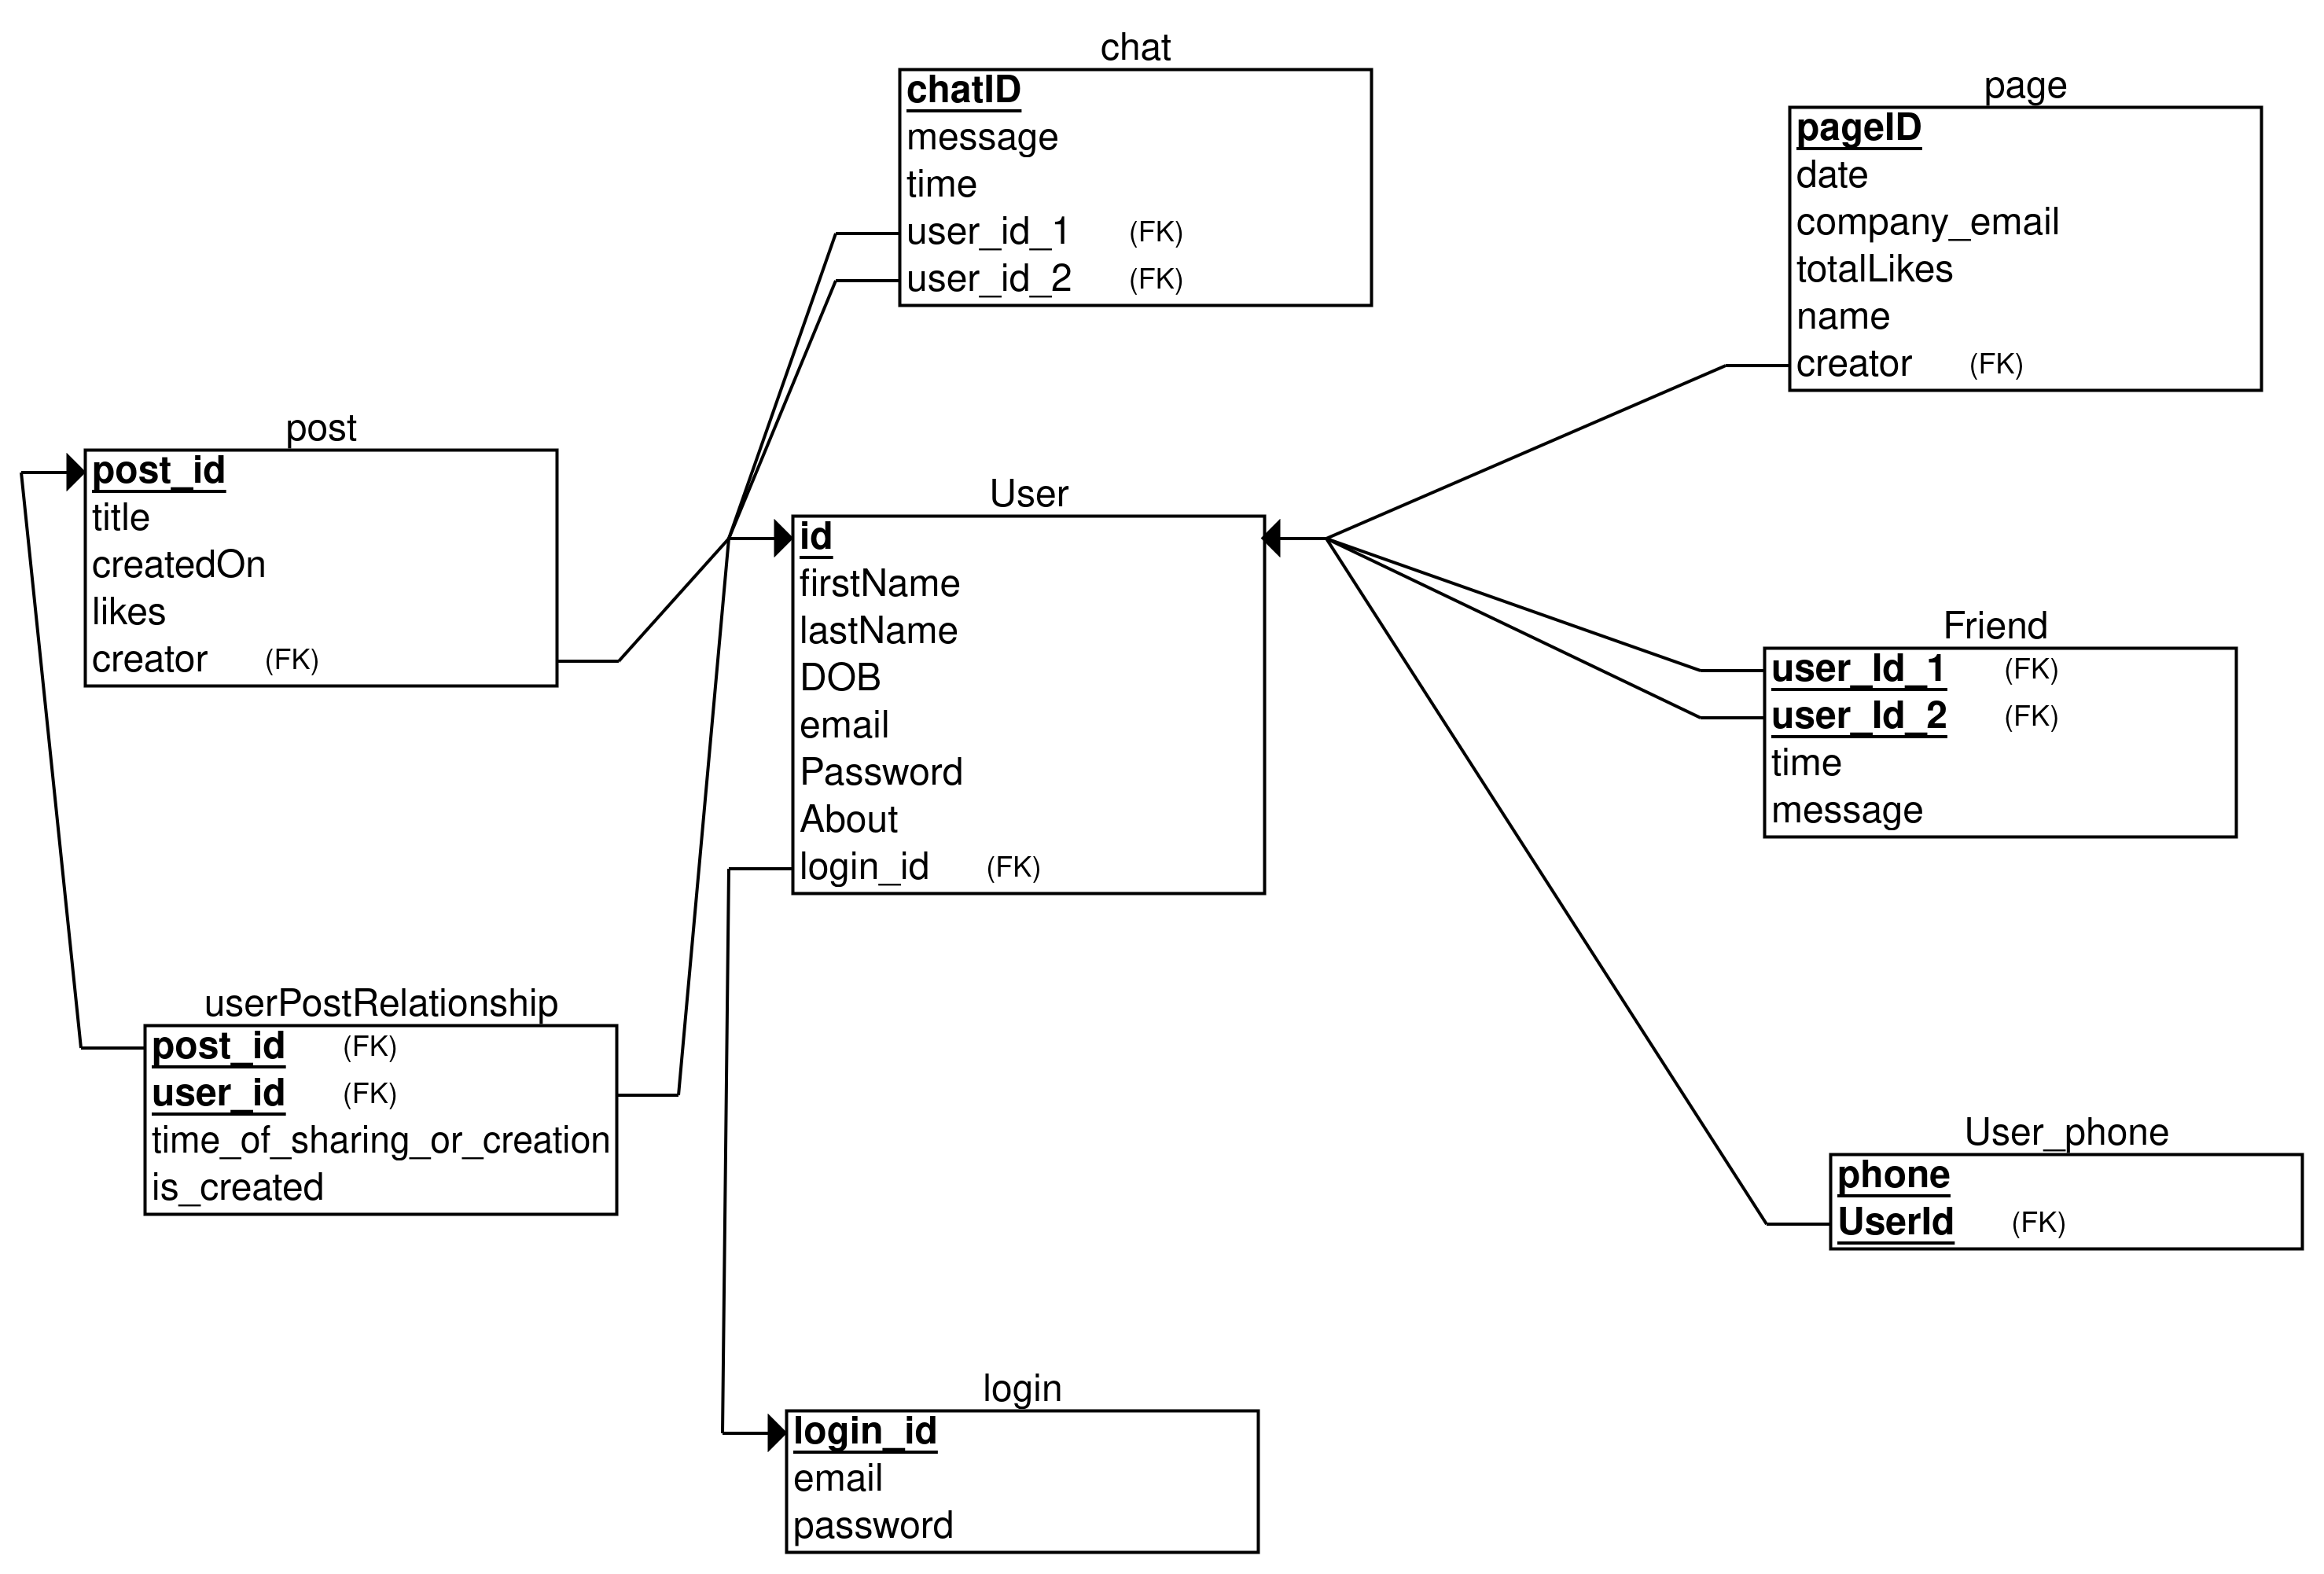 chat
chatID
message
time
user_id_1 (FK)
user_id_2 (FK)
page
pageID
date
company_email
totalLikes
name
creator (FK)
post
post_id
title
createdOn
likes
creator (FK)
User
id
firstName
lastName
DOB
email
Password
About
login_id (FK)
Friend
user_Id_1 (FK)
user_Id_2 (FK)
time
message
userPostRelationship
post_id (FK)
user_id (FK)
time_of_sharing_or_creation
is_created
User_phone
phone
UserId (FK)
login
login_id
email
password